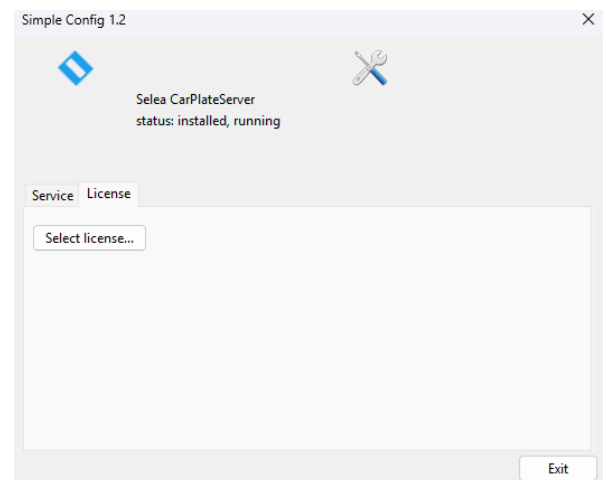 Simple Config 1.2
Selea CarPlateServer
status: installed, running
Service License
Select license...
Exit